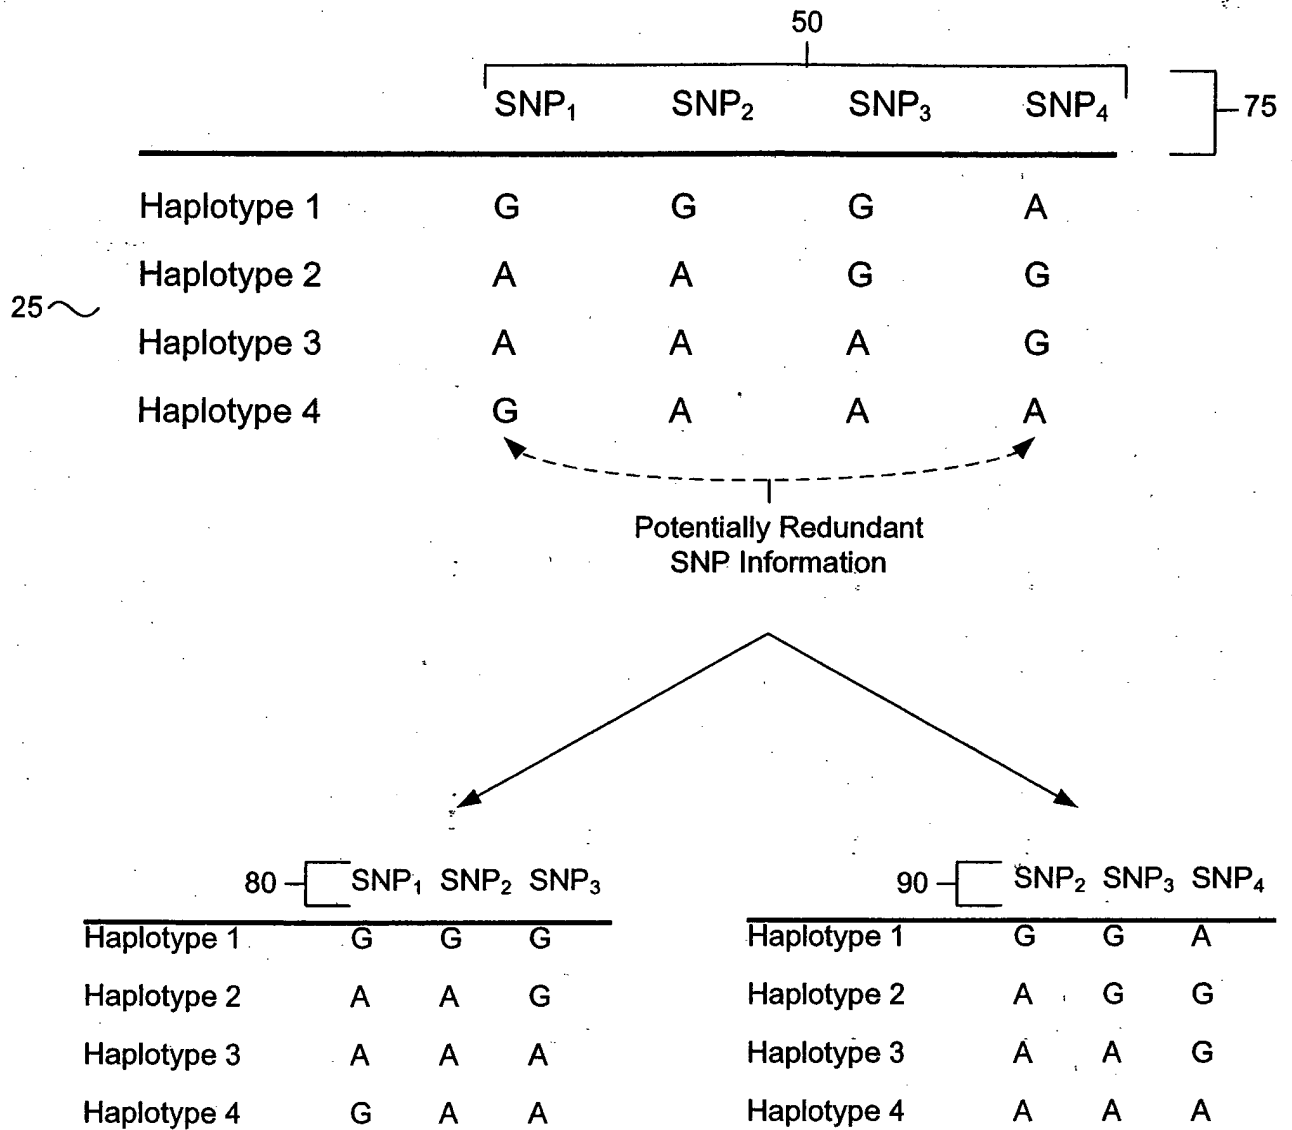 50
SNP₁ SNP₂ SNP₃ SNP₄
75
Haplotype 1 G G G A
Haplotype 2 A A G G
25
Haplotype 3 A A A G
Haplotype 4 G A A A
Potentially Redundant
SNP Information
80 SNP₁ SNP₂ SNP₃
Haplotype 1 G G G
Haplotype 2 A A G
Haplotype 3 A A A
Haplotype 4 G A A
90 SNP₂ SNP₃ SNP₄
Haplotype 1 G G A
Haplotype 2 A G G
Haplotype 3 A A G
Haplotype 4 A A A